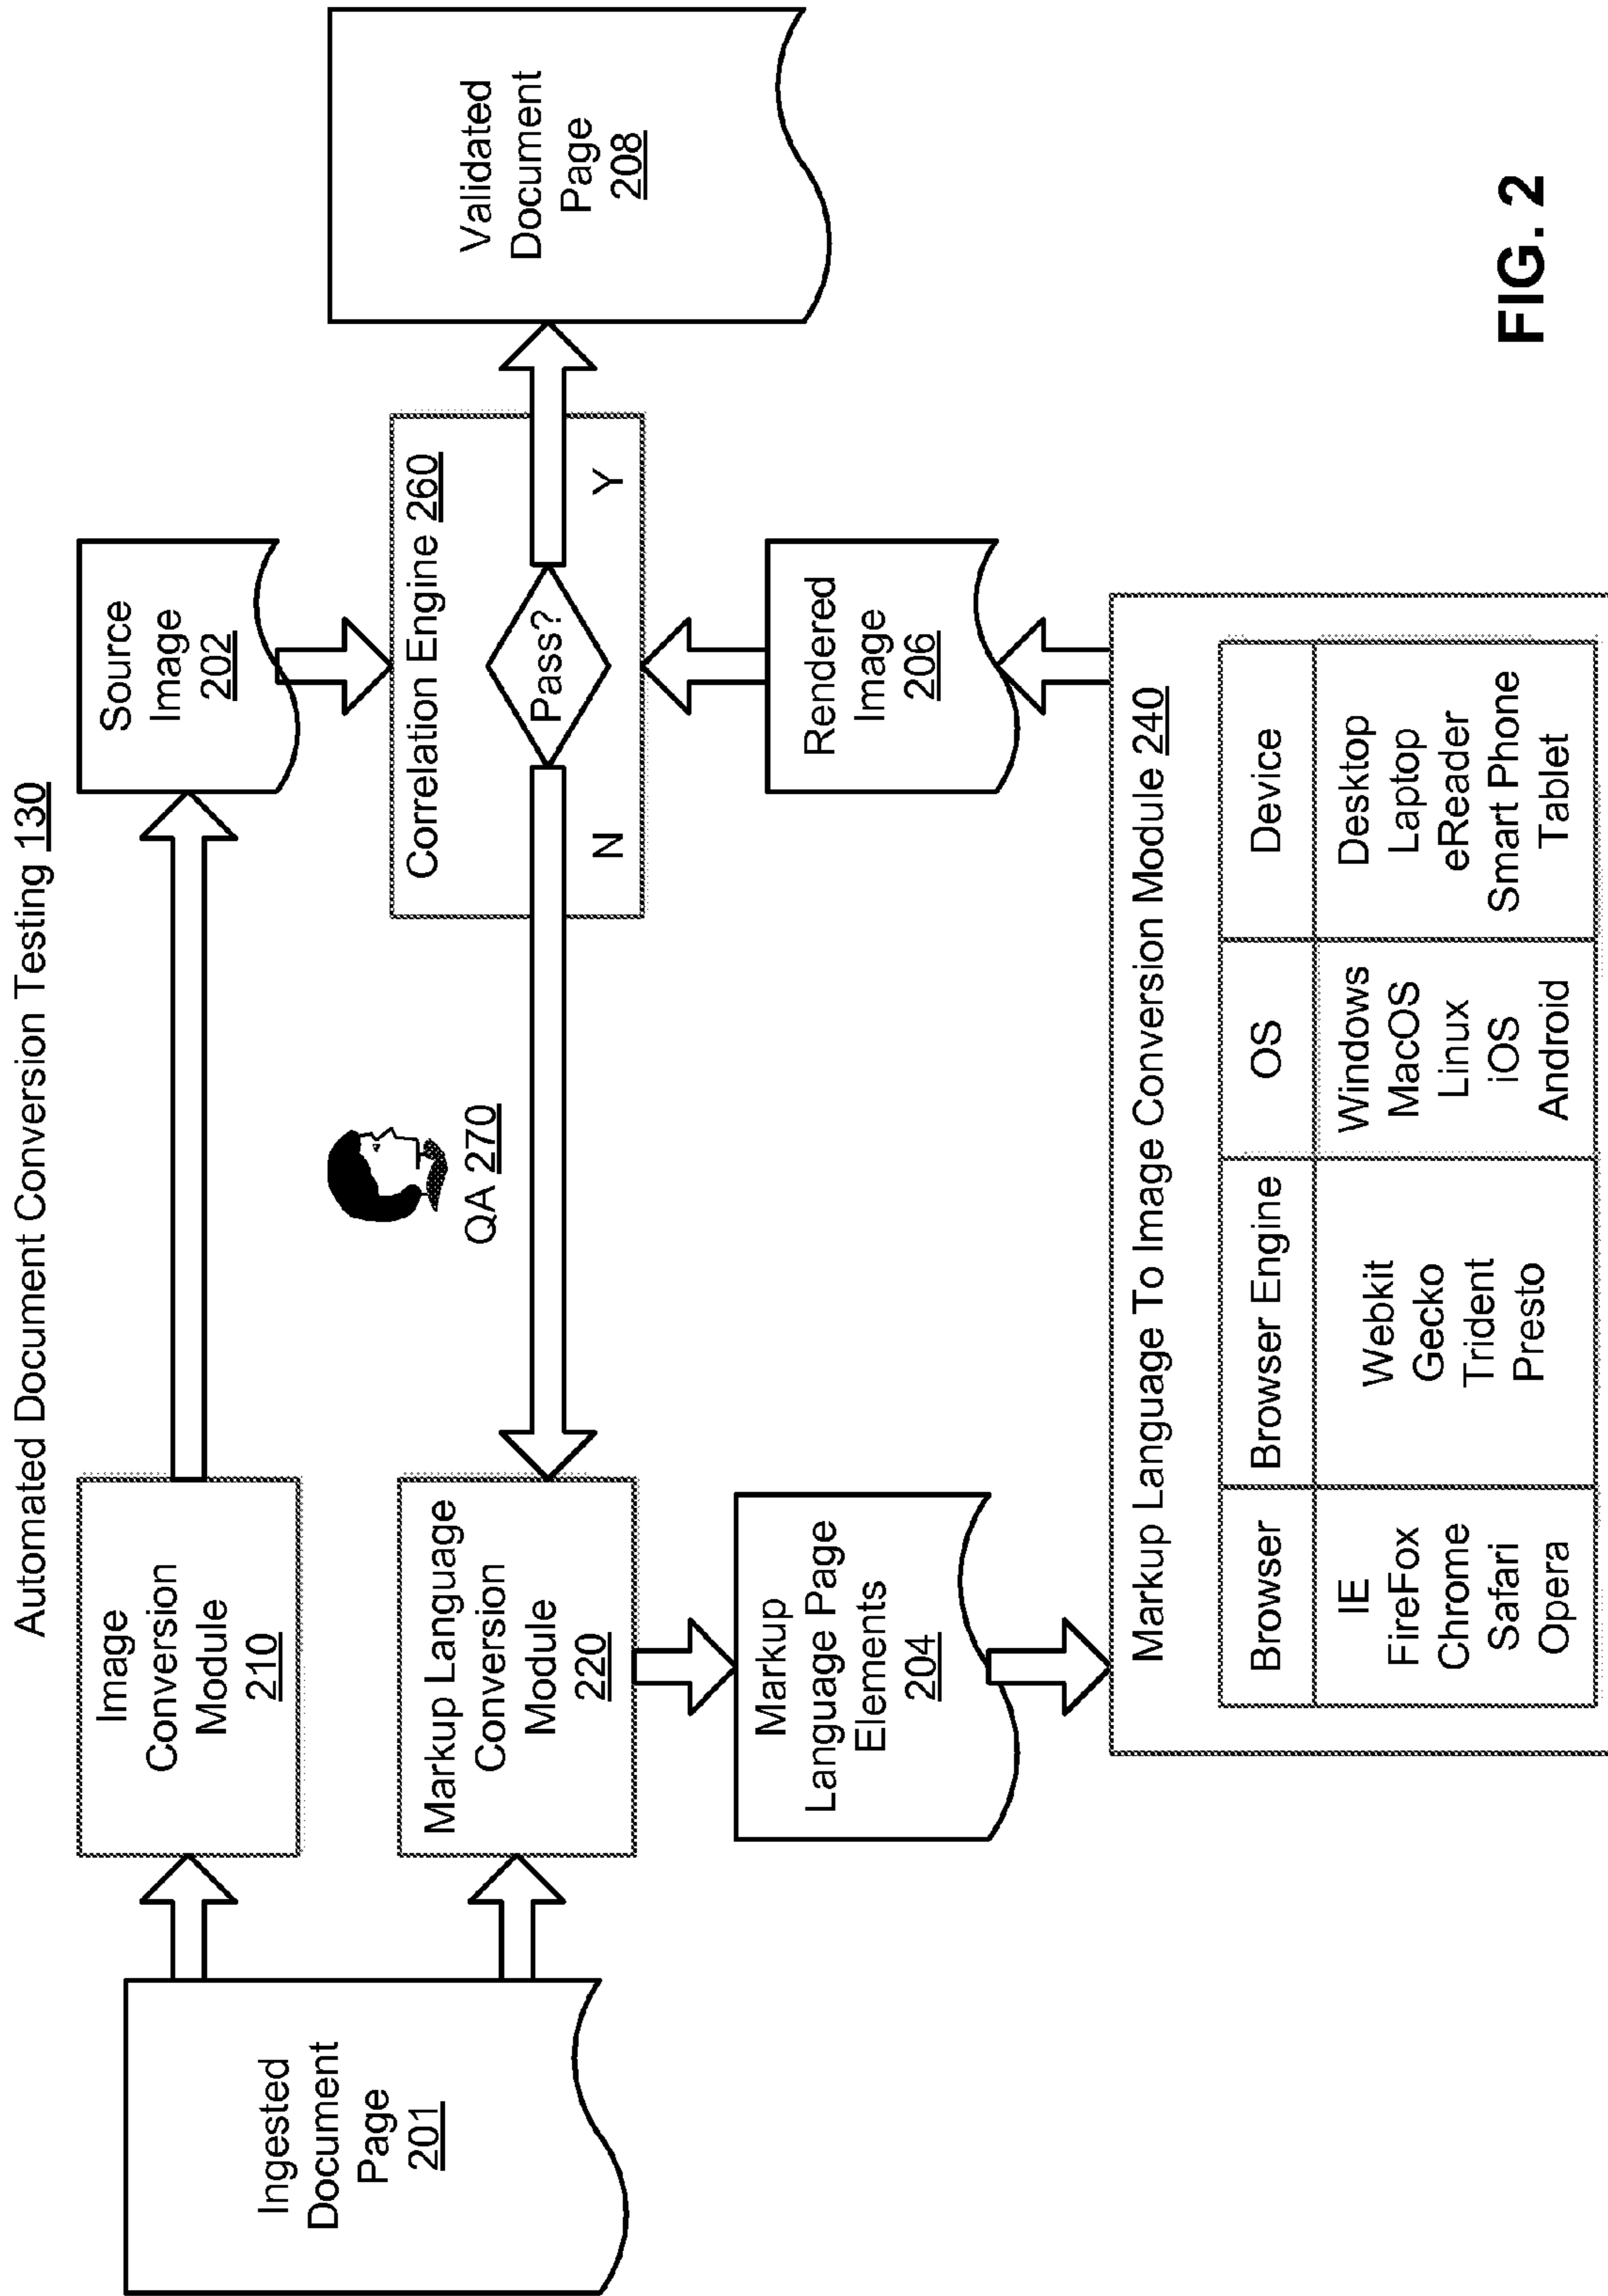 Automated Document Conversion Testing 130
Ingested
Document
Page
201
Image
Conversion
Module
210
Source
Image
202
Markup Language
Conversion
Module
220
QA 270
Correlation Engine 260
Pass?
N
Y
Validated
Document
Page
208
Markup
Language Page
Elements
204
Rendered
Image
206
Markup Language To Image Conversion Module 240
Browser
Browser Engine
OS
Device
IE
FireFox
Chrome
Safari
Opera
Webkit
Gecko
Trident
Presto
Windows
MacOS
Linux
iOS
Android
Desktop
Laptop
eReader
Smart Phone
Tablet
FIG. 2